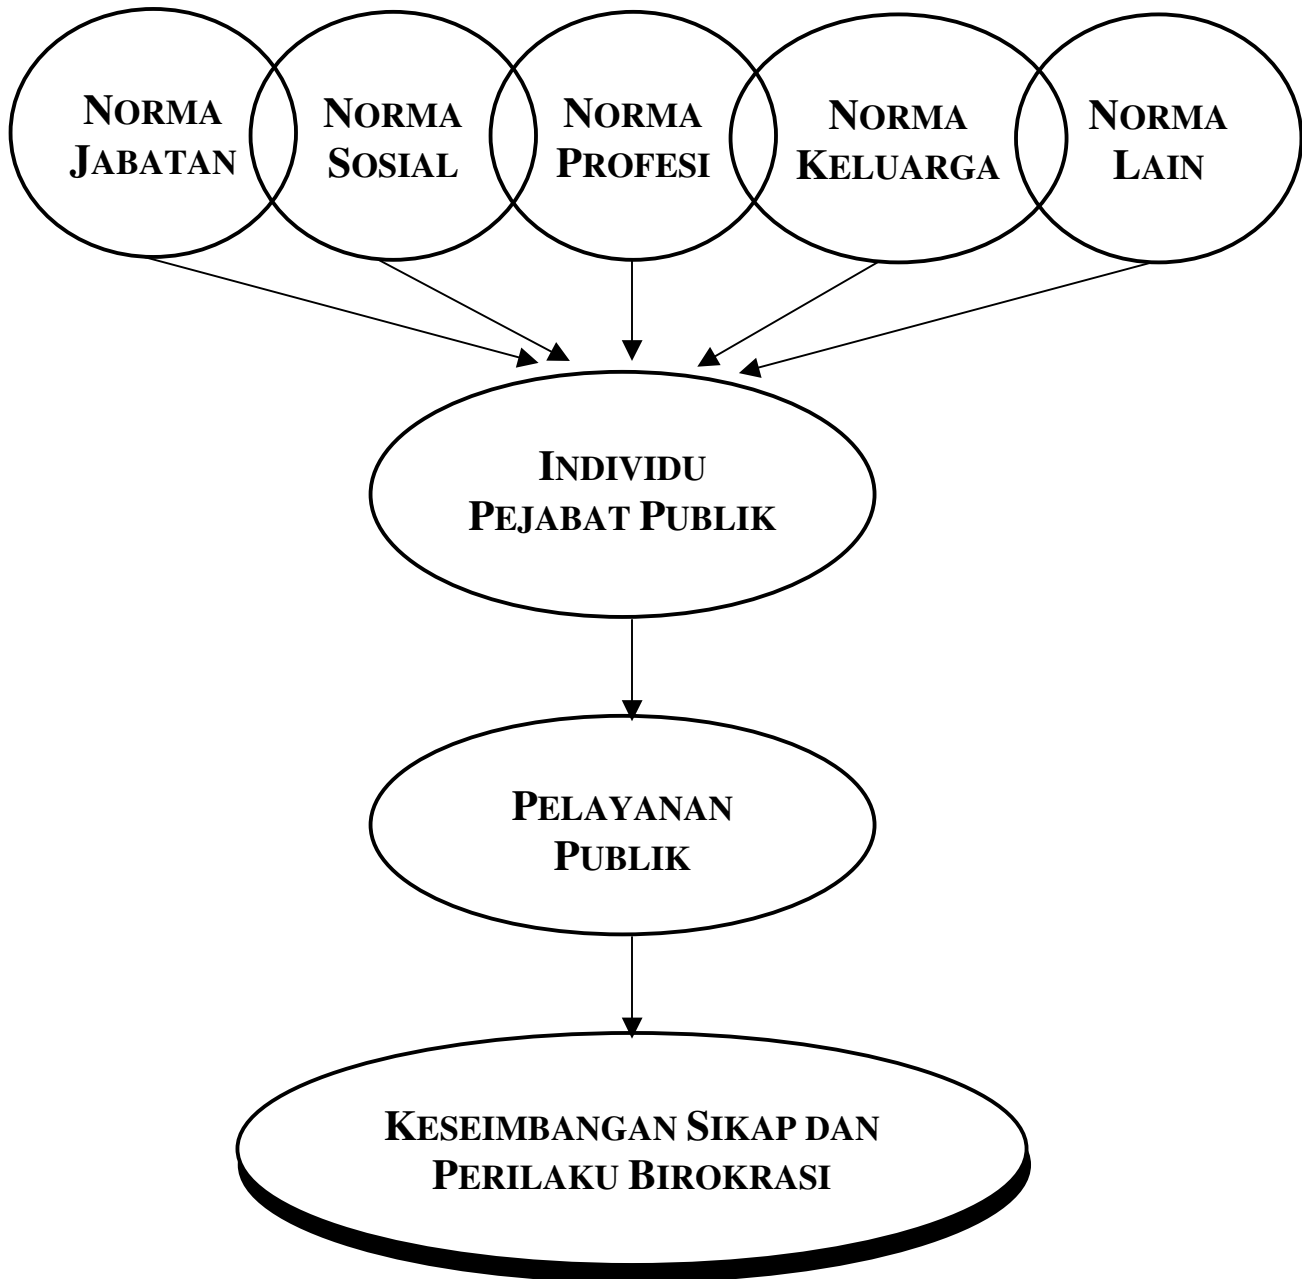 NORMA
JABATAN
NORMA
SOSIAL
NORMA
PROFESI
NORMA
KELUARGA
NORMA
LAIN
INDIVIDU
PEJABAT PUBLIK
PELAYANAN
PUBLIK
KESEIMBANGAN SIKAP DAN
PERILAKU BIROKRASI